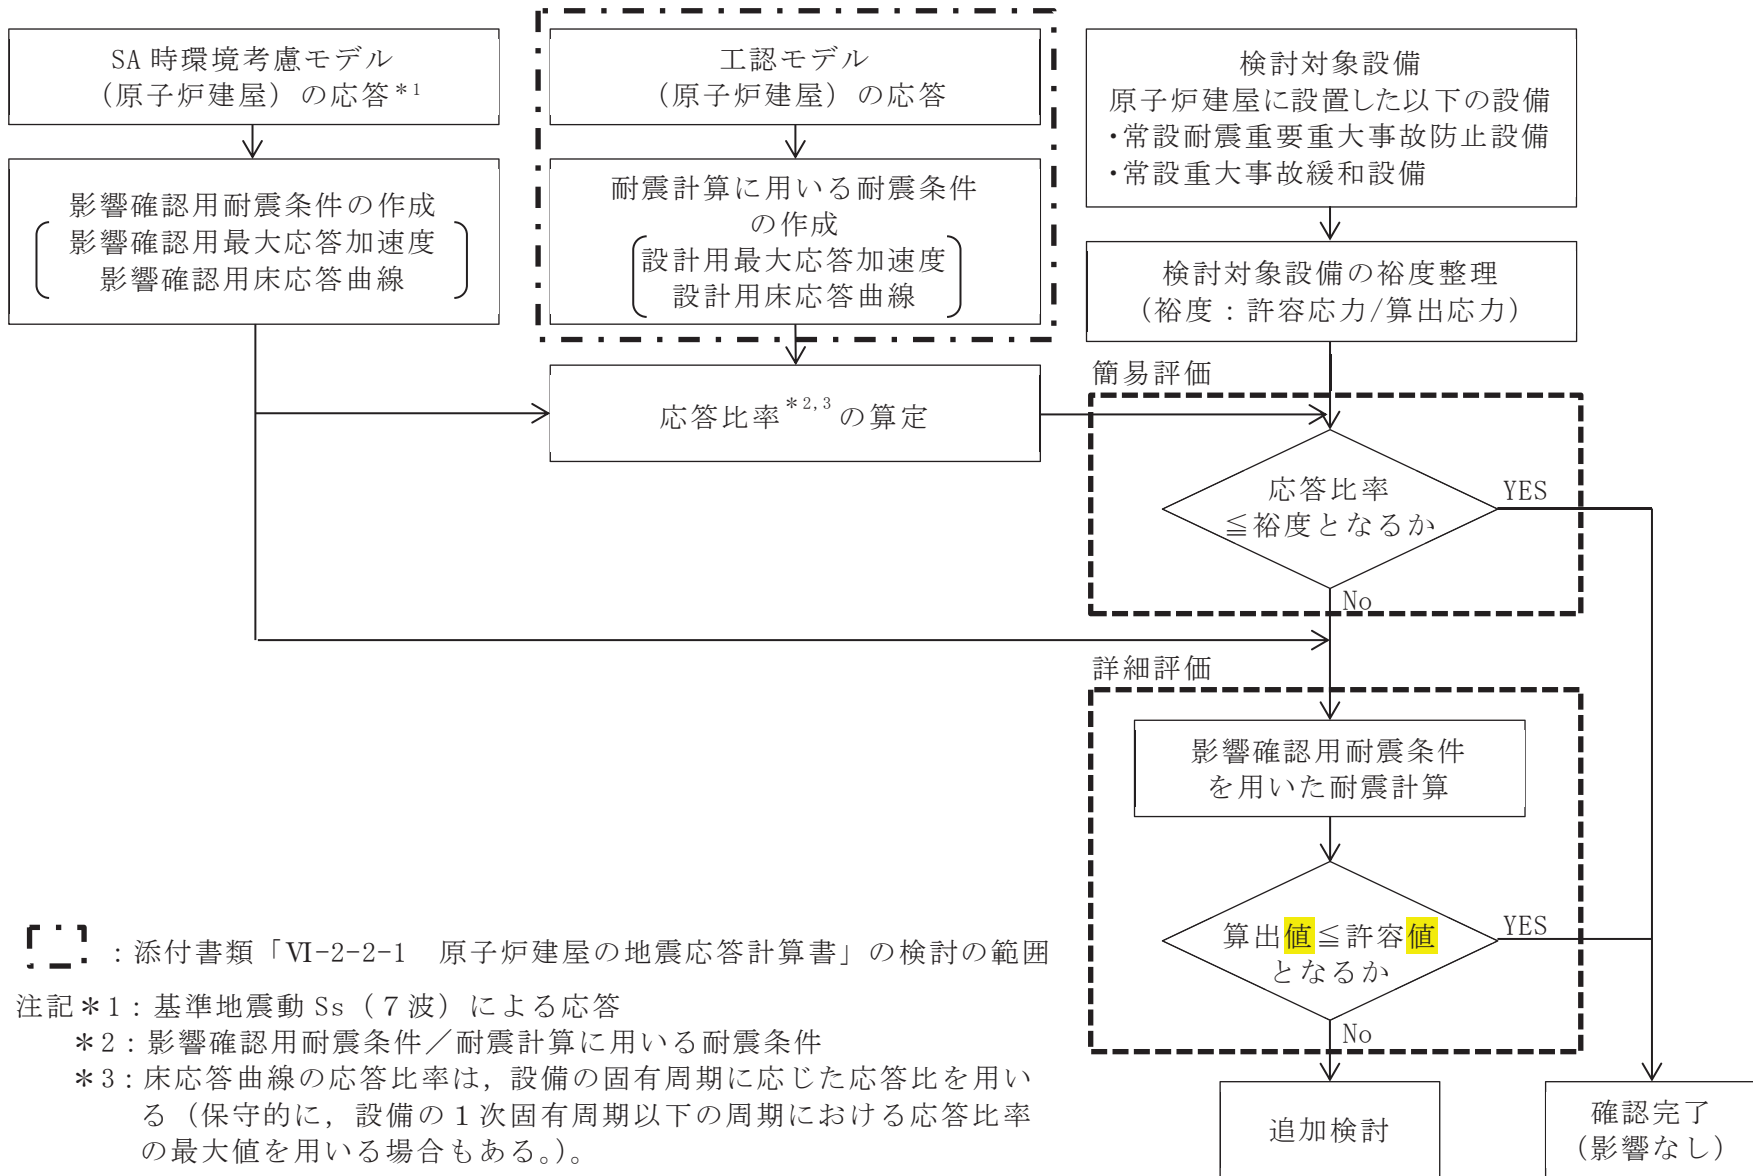 SA時環境考慮モデル
(原子炉建屋)の応答*1
影響確認用耐震条件の作成
影響確認用最大応答加速度
影響確認用床応答曲線
工認モデル
(原子炉建屋)の応答
耐震計算に用いる耐震条件
の作成
設計用最大応答加速度
設計用床応答曲線
応答比率*2,3の算定
検討対象設備
原子炉建屋に設置した以下の設備
・常設耐震重要重大事故防止設備
・常設重大事故緩和設備
検討対象設備の裕度整理
(裕度:許容応力/算出応力)
簡易評価
応答比率
≦裕度となるか
YES
No
詳細評価
影響確認用耐震条件
を用いた耐震計算
算出値≦許容値
となるか
YES
No
追加検討
確認完了
(影響なし)
:添付書類「Ⅵ-2-2-1 原子炉建屋の地震応答計算書」の検討の範囲
注記*1:基準地震動 Ss(7波)による応答
*2:影響確認用耐震条件/耐震計算に用いる耐震条件
*3:床応答曲線の応答比率は,設備の固有周期に応じた応答比を用い
る(保守的に,設備の1次固有周期以下の周期における応答比率
の最大値を用いる場合もある。)。